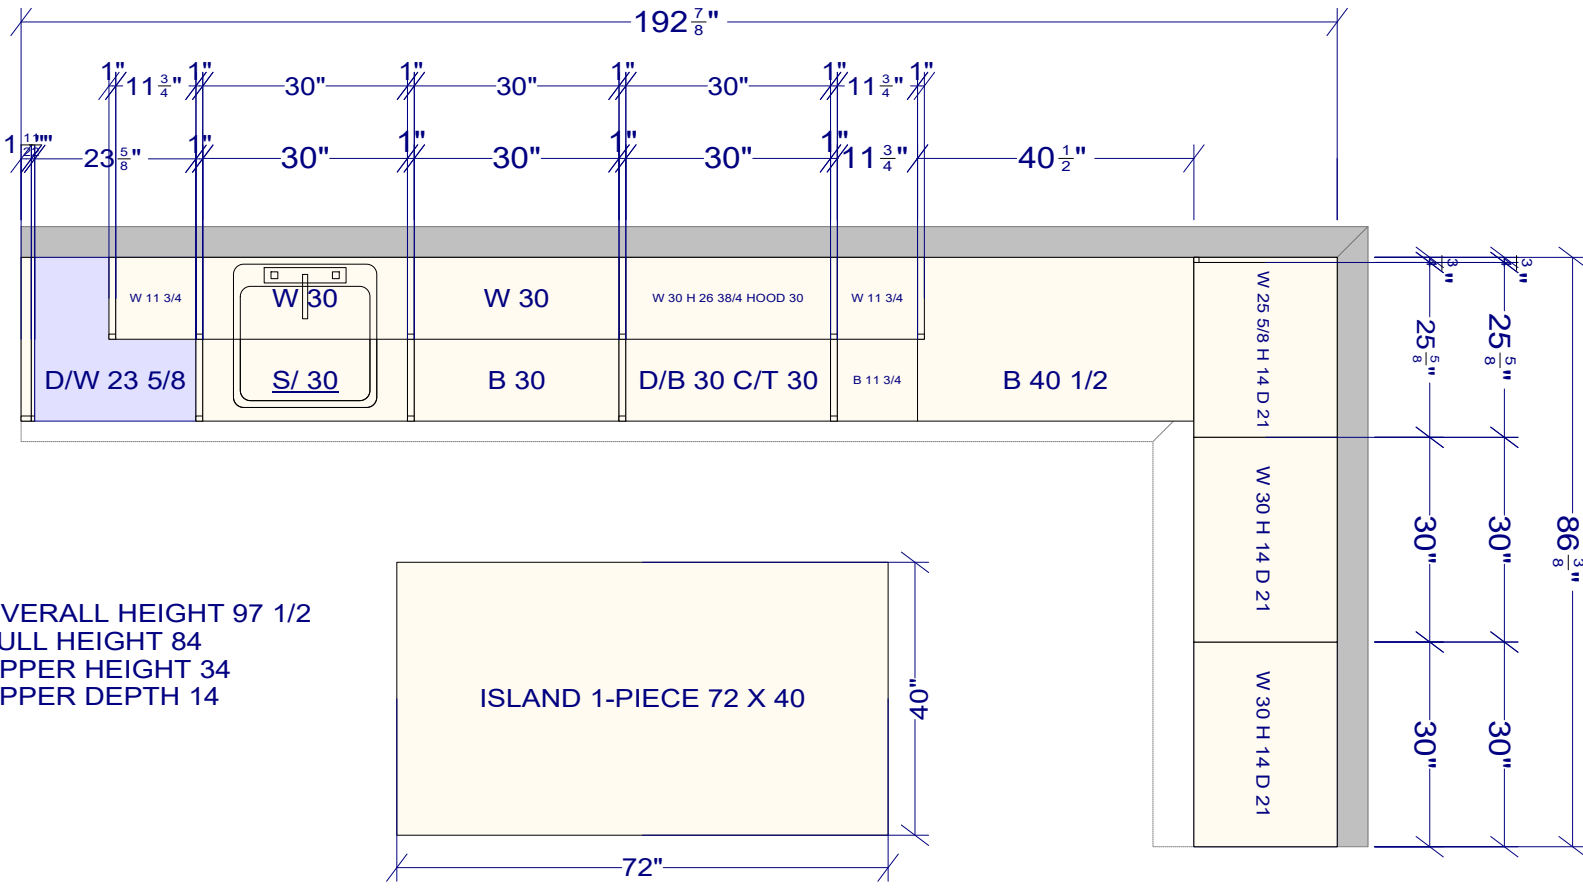 192 7/8"
1" 11 3/4" 1" 30" 1" 30" 1" 30" 1" 11 3/4" 1"
23 5/8" 1" 30" 1" 30" 1" 30" 1" 11 3/4" 40 1/2"
W 11 3/4
W 30
W 30
W 30 H 26 38/4 HOOD 30
W 11 3/4
D/W 23 5/8
S/ 30
B 30
D/B 30 C/T 30
B 11 3/4
B 40 1/2
W 25 5/8 H 14 D 21
W 30 H 14 D 21
W 30 H 14 D 21
3/4"
25 5/8"
30"
30"
3/4"
25 5/8"
30"
30"
86 3/8"
VERALL HEIGHT 97 1/2
ULL HEIGHT 84
PPER HEIGHT 34
PPER DEPTH 14
ISLAND 1-PIECE 72 X 40
40"
72"